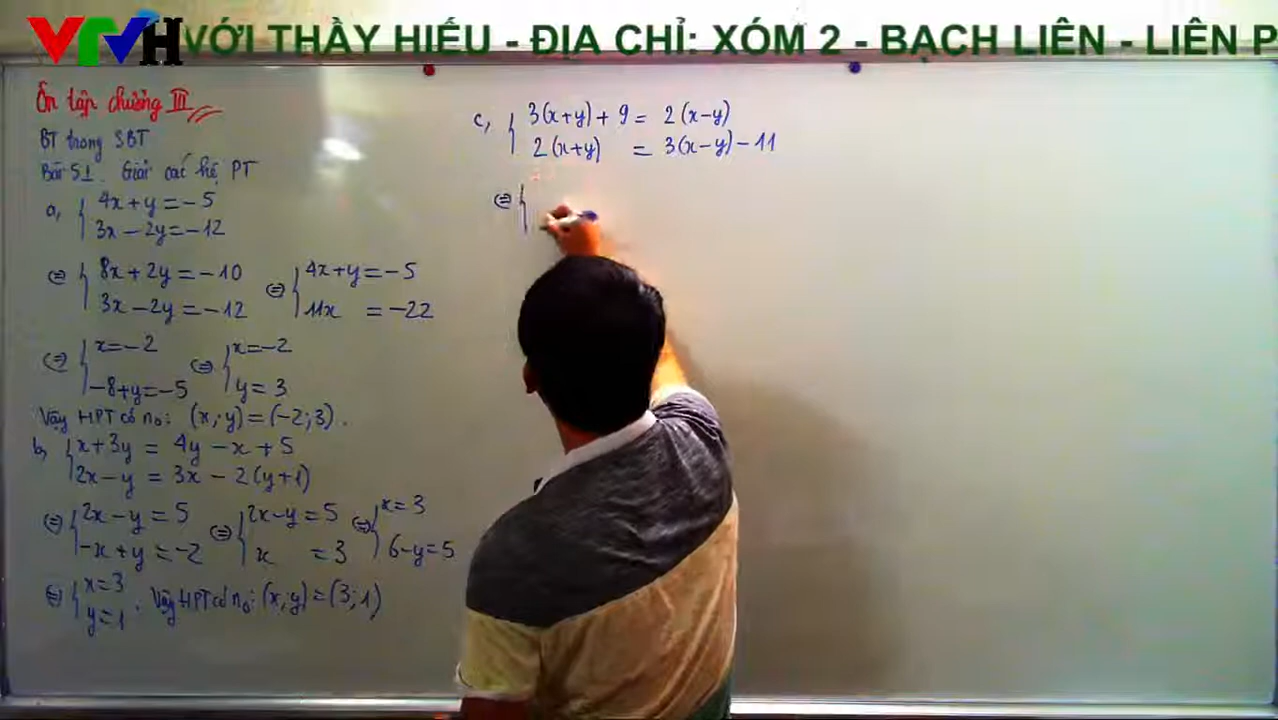 VTVH VỚI THẦY HIẾU - ĐỊA CHỈ: XÓM 2 - BẠCH LIÊN - LIÊN P
Ôn tập chương III
BT trong SBT
Bài 51. Giải các hệ PT
a, { 4x + y = -5
3x - 2y = -12
⇔ { 8x + 2y = -10
3x - 2y = -12
⇔ { 4x + y = -5
11x = -22
⇔ { x = -2
-8 + y = -5
⇔ { x = -2
y = 3
Vậy HPT có n₀: (x; y) = (-2; 3).
b, { x + 3y = 4y - x + 5
2x - y = 3x - 2(y+1)
⇔ { 2x - y = 5
-x + y = -2
⇔ { 2x - y = 5
x = 3
⇔ { x = 3
6 - y = 5
⇔ { x = 3
y = 1
. Vậy HPT có n₀: (x; y) = (3; 1)
c, { 3(x+y) + 9 = 2(x-y)
2(x+y) = 3(x-y) - 11
⇔ {